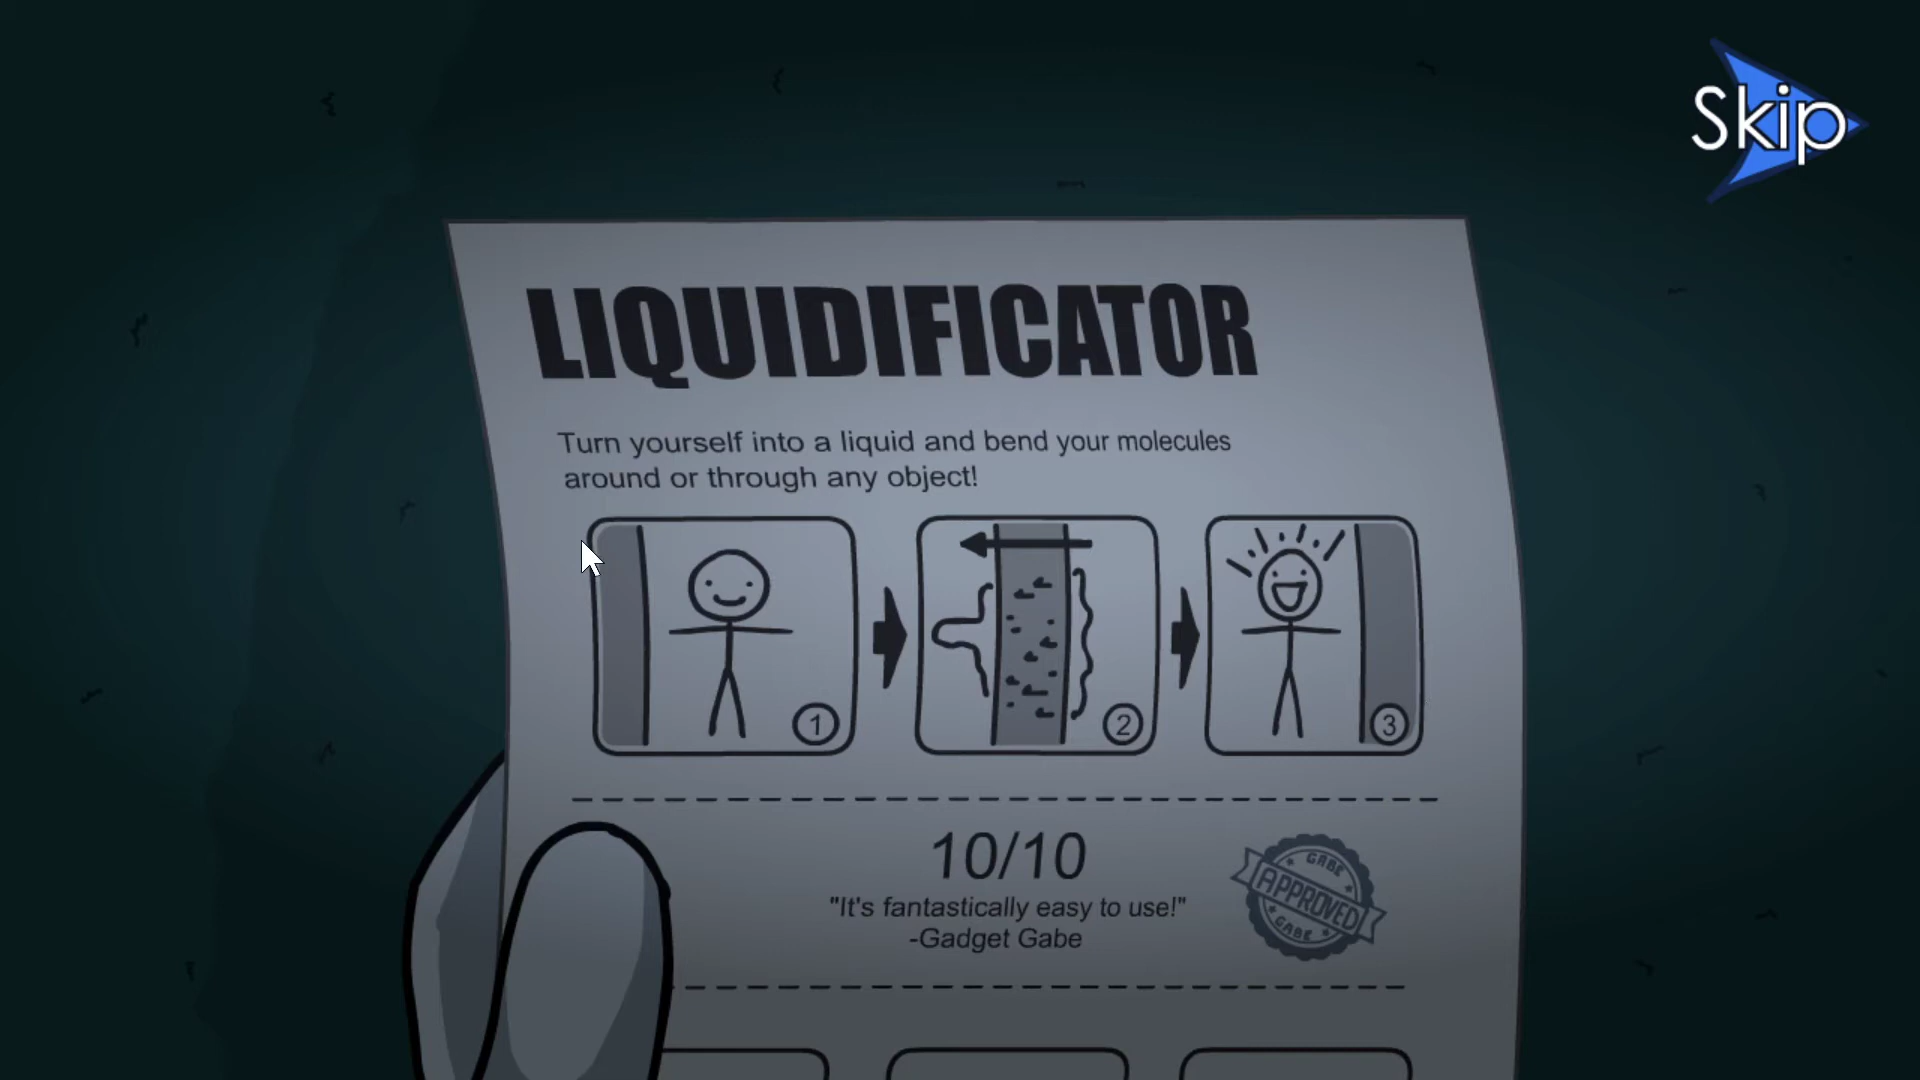 Skip
LIQUIDIFICATOR
Turn yourself into a liquid and bend your molecules
around or through any object!
1
2
3
10/10
"It's fantastically easy to use!"
-Gadget Gabe
GABE
APPROVED
GABE